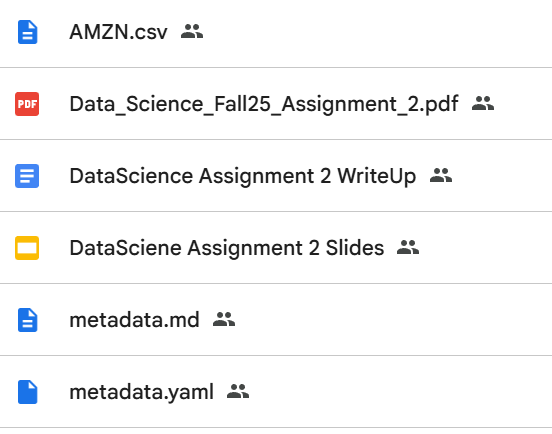 AMZN.csv
PDF Data_Science_Fall25_Assignment_2.pdf
DataScience Assignment 2 WriteUp
DataSciene Assignment 2 Slides
metadata.md
metadata.yaml